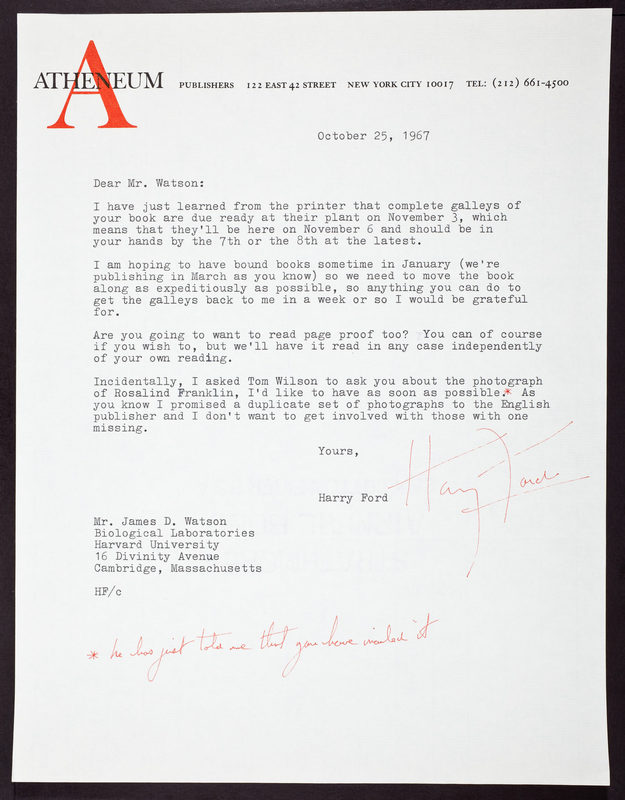 ATHENEUM PUBLISHERS 122 EAST 42 STREET NEW YORK CITY 10017 TEL: (212) 661-4500
October 25, 1967
Dear Mr. Watson:
I have just learned from the printer that complete galleys of
your book are due ready at their plant on November 3, which
means that they'll be here on November 6 and should be in
your hands by the 7th or the 8th at the latest.
I am hoping to have bound books sometime in January (we're
publishing in March as you know) so we need to move the book
along as expeditiously as possible, so anything you can do to
get the galleys back to me in a week or so I would be grateful
for.
Are you going to want to read page proof too? You can of course
if you wish to, but we'll have it read in any case independently
of your own reading.
Incidentally, I asked Tom Wilson to ask you about the photograph
of Rosalind Franklin, I'd like to have as soon as possible.* As
you know I promised a duplicate set of photographs to the English
publisher and I don't want to get involved with those with one
missing.
Yours,
Harry Ford
Harry Ford
Mr. James D. Watson
Biological Laboratories
Harvard University
16 Divinity Avenue
Cambridge, Massachusetts
HF/c
* he has just told me that you have mailed it